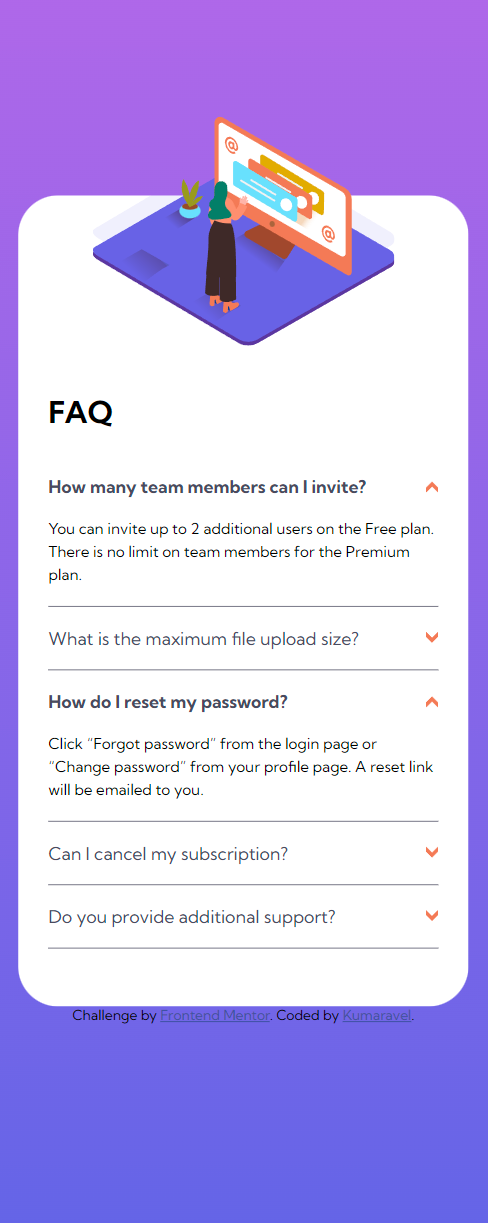 FAQ
How many team members can I invite?
You can invite up to 2 additional users on the Free plan.
There is no limit on team members for the Premium
plan.
What is the maximum file upload size?
How do I reset my password?
Click “Forgot password” from the login page or
“Change password” from your profile page. A reset link
will be emailed to you.
Can I cancel my subscription?
Do you provide additional support?
Challenge by Frontend Mentor. Coded by Kumaravel.